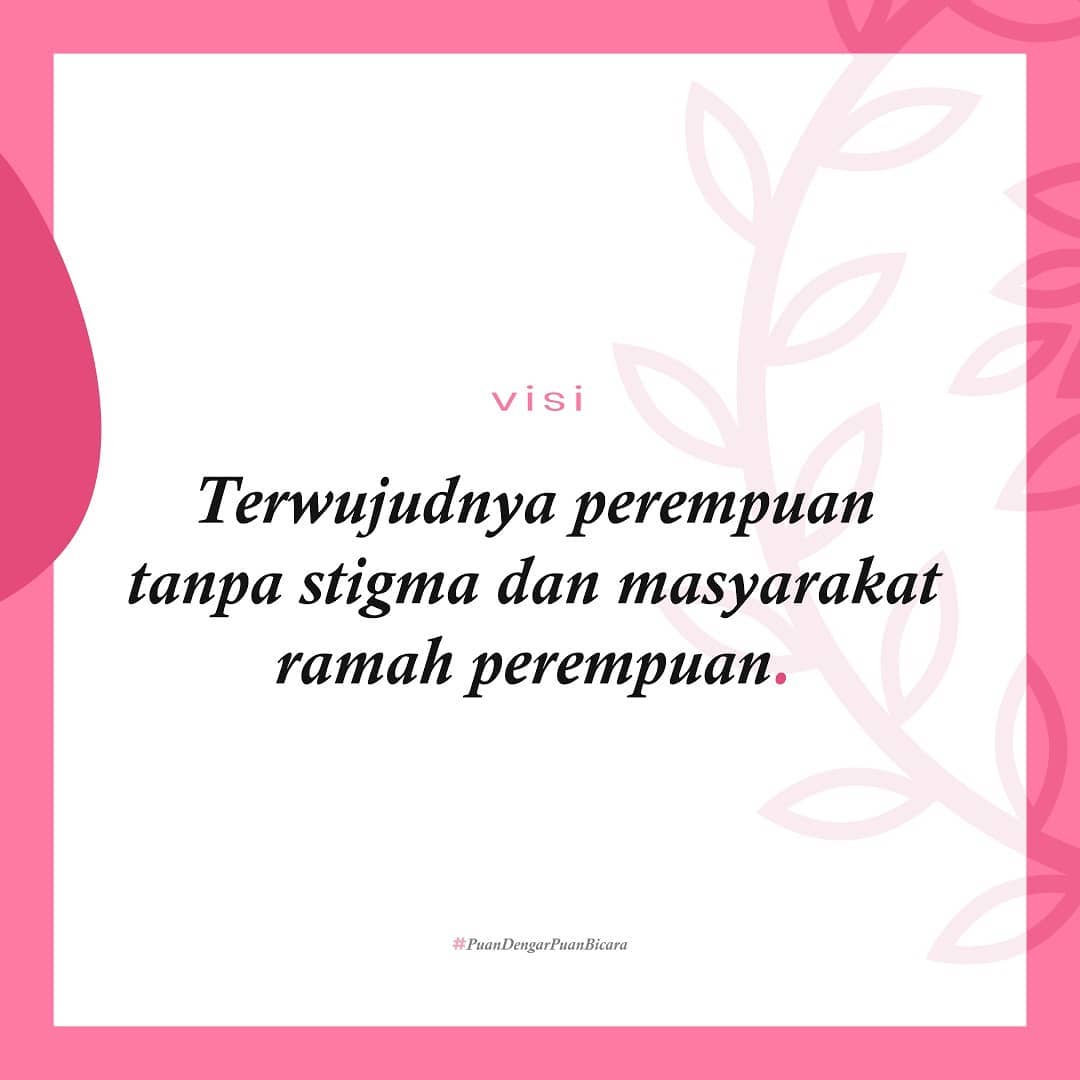 visi
Terwujudnya perempuan
tanpa stigma dan masyarakat
ramah perempuan.
#PuanDengarPuanBicara